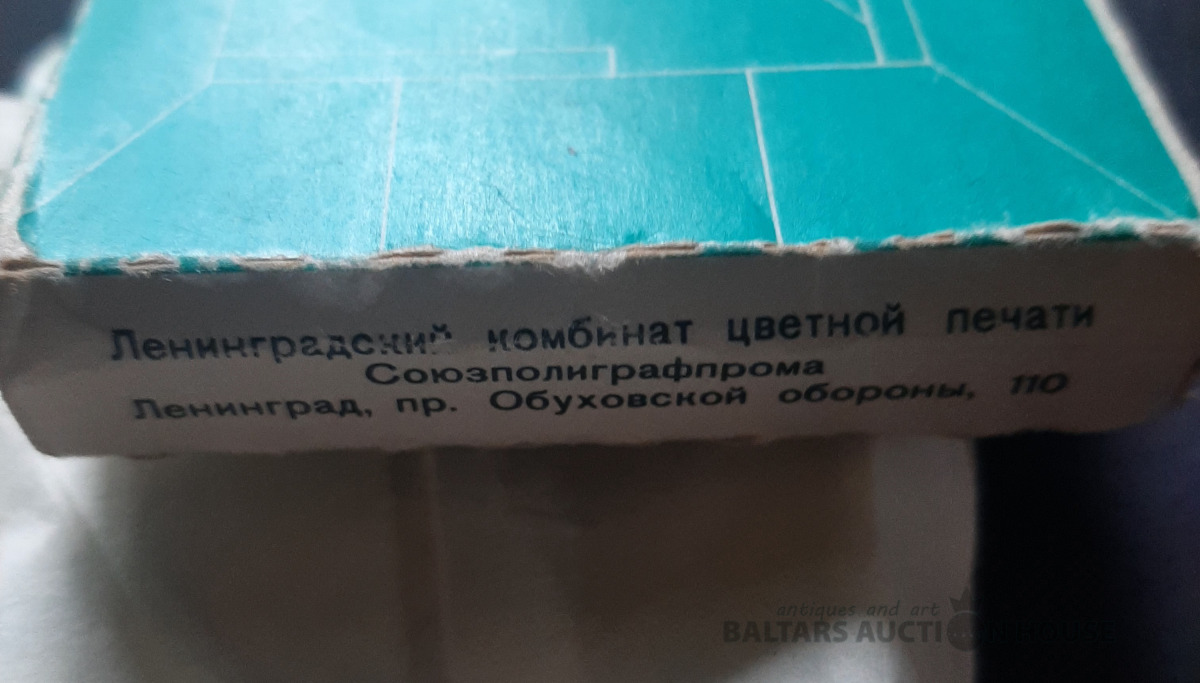 Ленинградский комбинат цветной печати
Союзполиграфпрома
Ленинград, пр. Обуховской обороны, 110
antiques and art
BALTARS AUCTION HOUSE